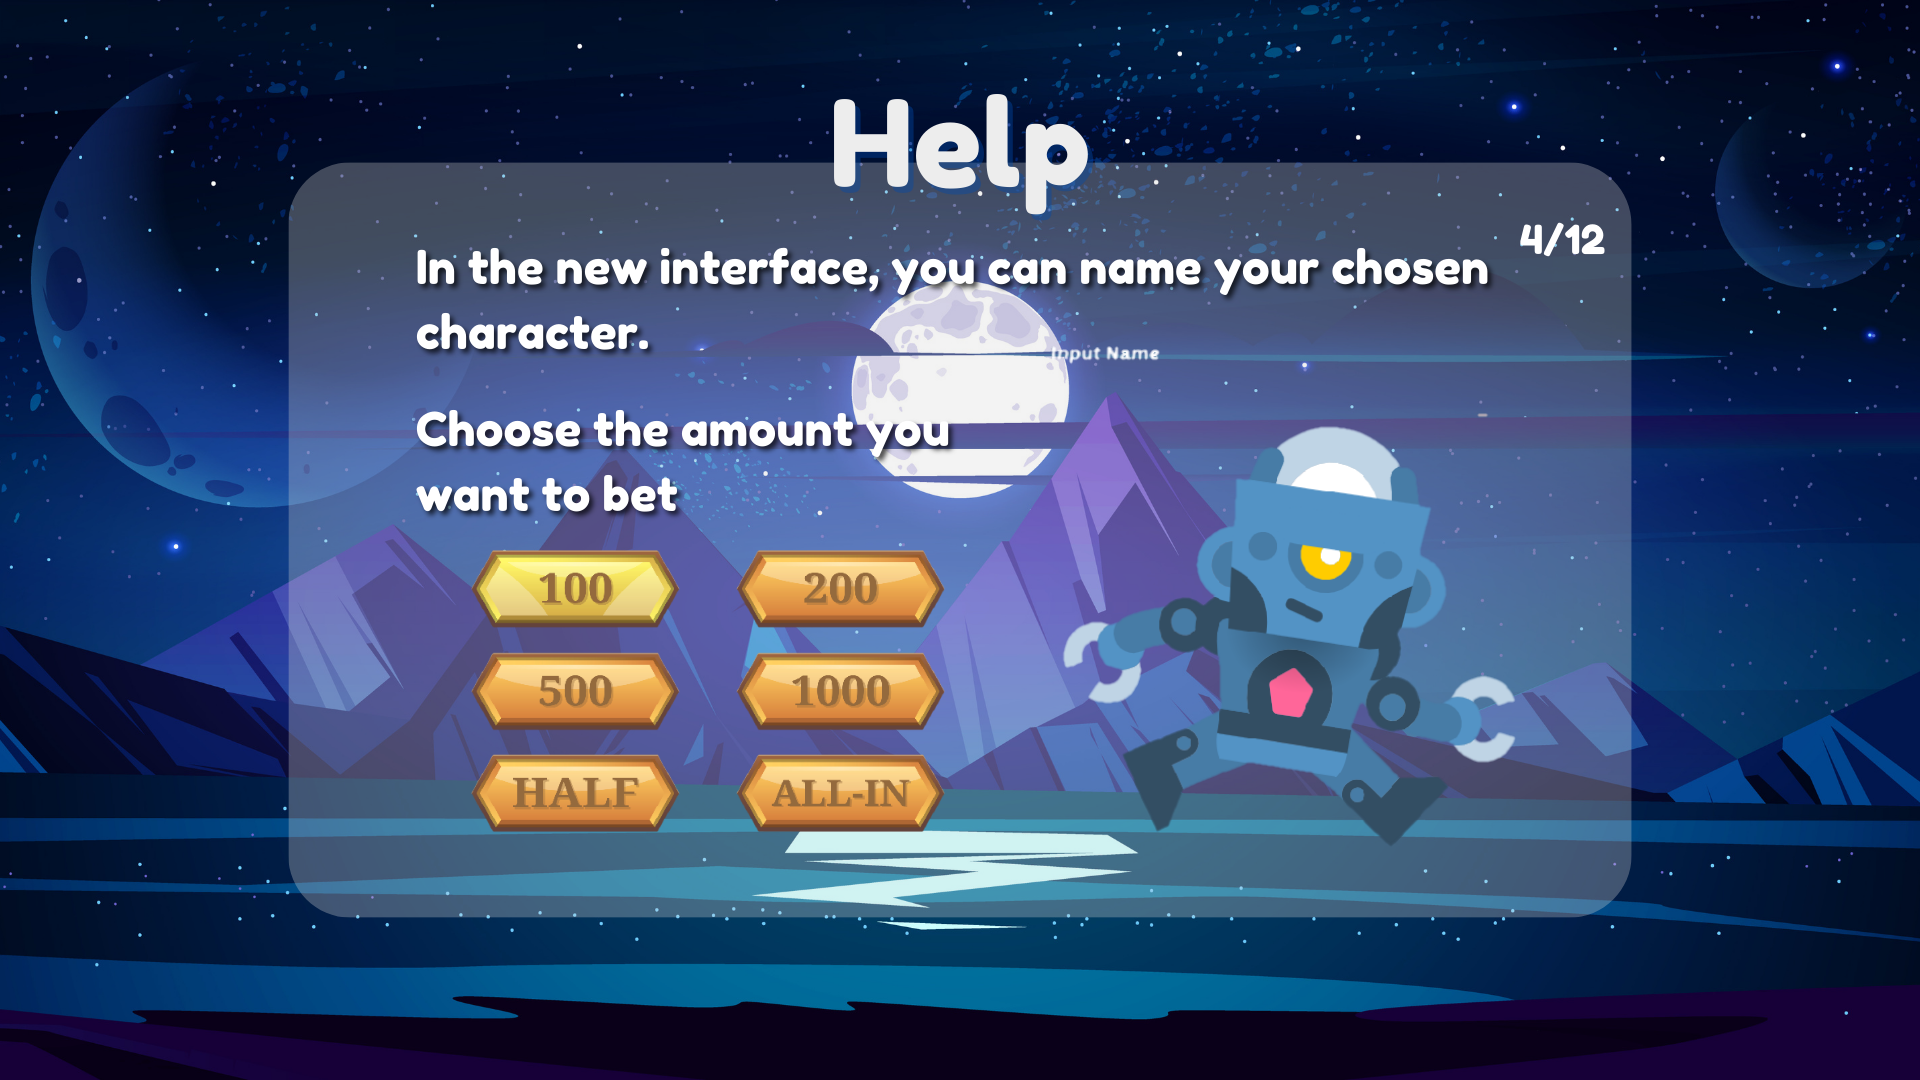 Help
4/12
In the new interface, you can name your chosen
character.
Input Name
Choose the amount you
want to bet
100
200
500
1000
HALF
ALL-IN